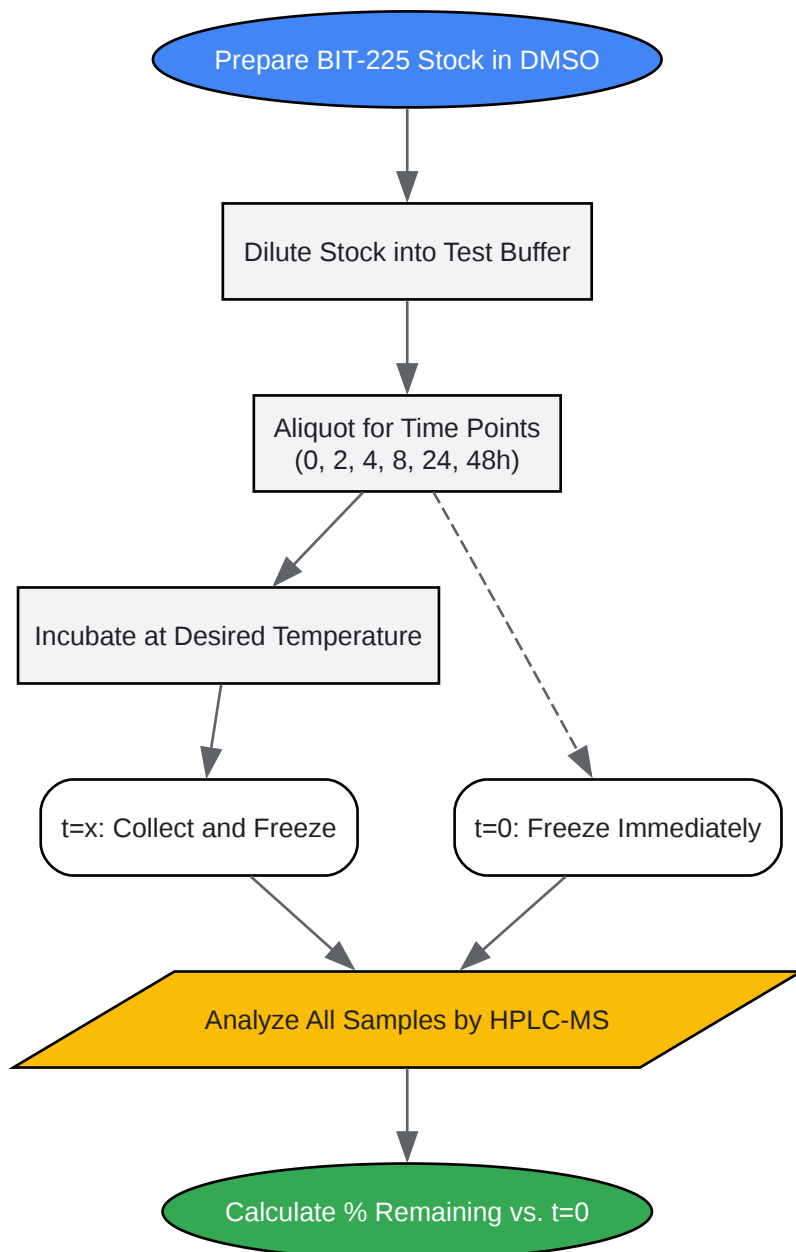 Prepare BIT-225 Stock in DMSO
Dilute Stock into Test Buffer
Aliquot for Time Points
(0, 2, 4, 8, 24, 48h)
Incubate at Desired Temperature
t=x: Collect and Freeze
t=0: Freeze Immediately
Analyze All Samples by HPLC-MS
Calculate % Remaining vs. t=0